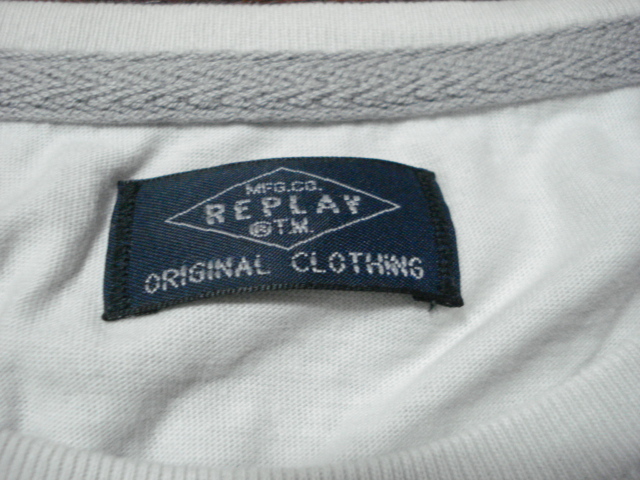 MFG.CO.
REPLAY
®T.M.
ORIGINAL CLOTHING